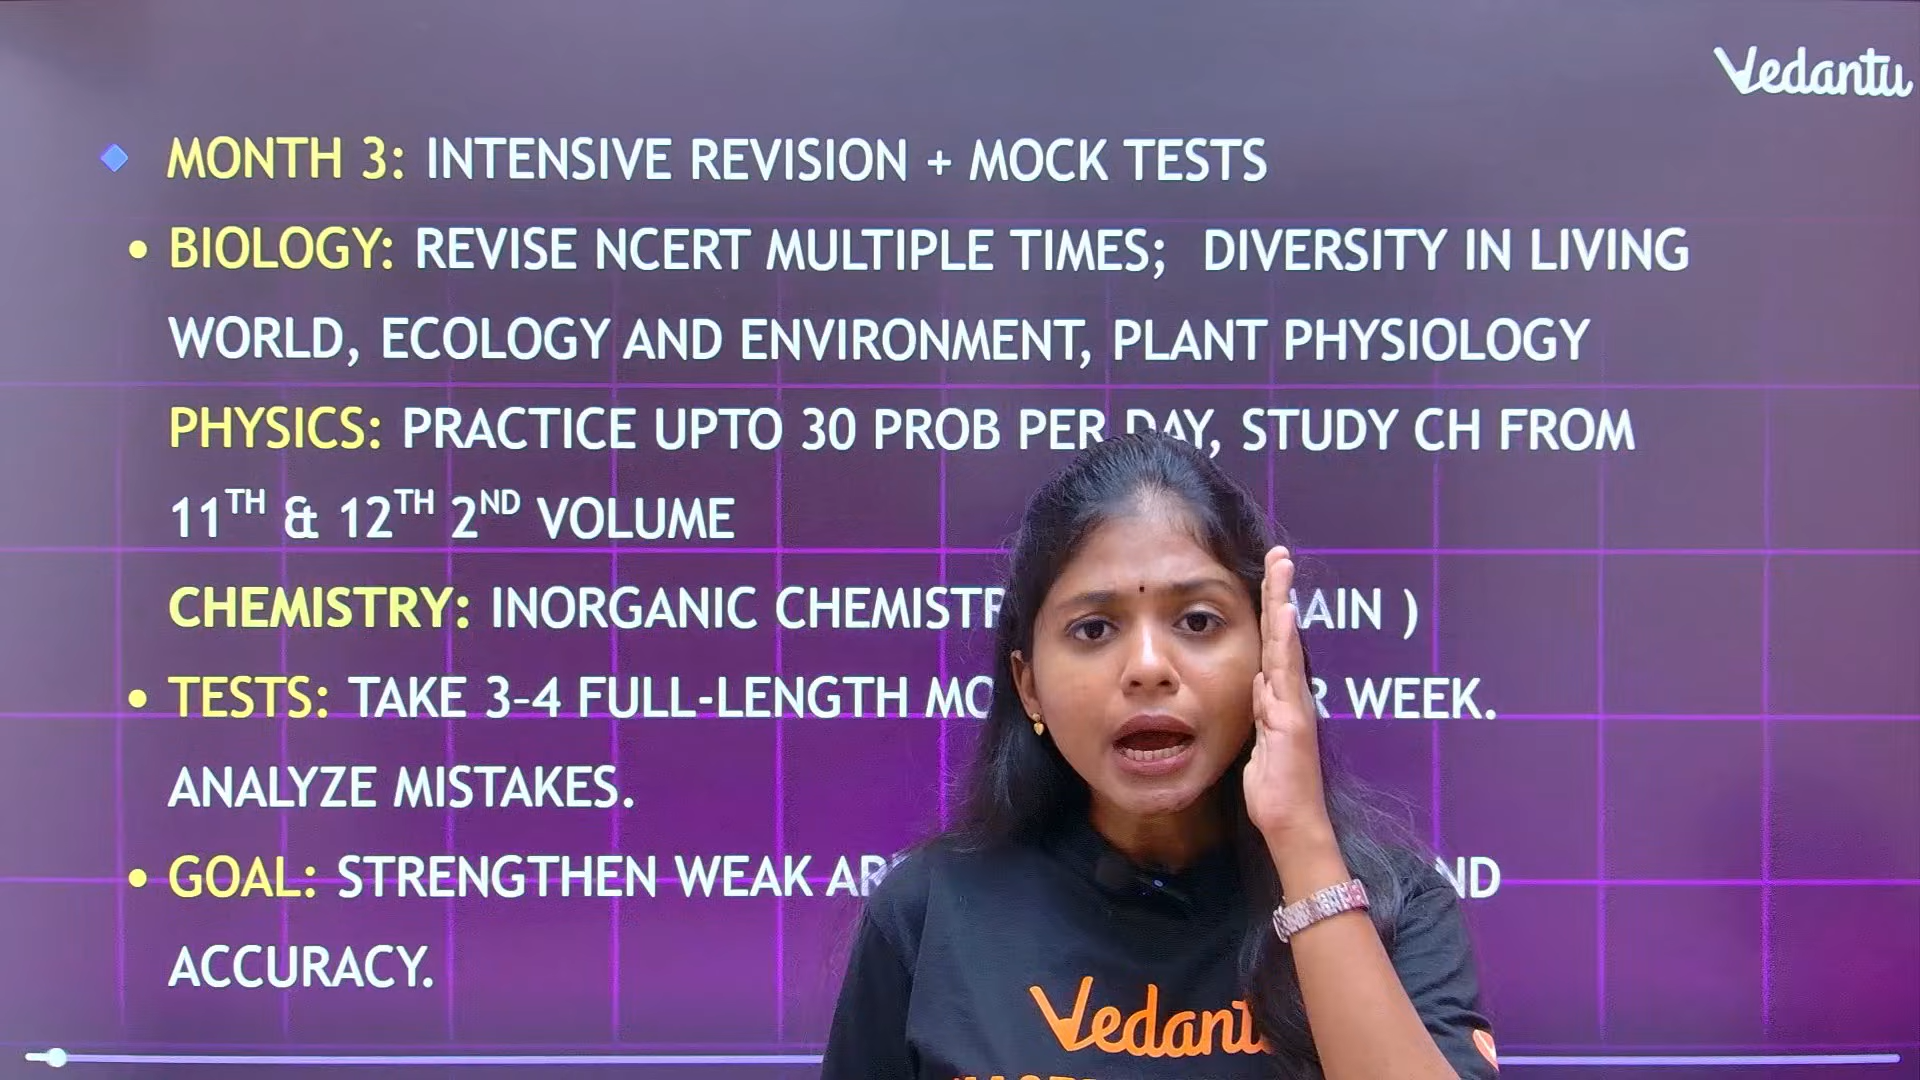 Vedantu
MONTH 3: INTENSIVE REVISION + MOCK TESTS
• BIOLOGY: REVISE NCERT MULTIPLE TIMES; DIVERSITY IN LIVING
WORLD, ECOLOGY AND ENVIRONMENT, PLANT PHYSIOLOGY
PHYSICS: PRACTICE UPTO 30 PROB PER DAY, STUDY CH FROM
11TH & 12TH 2ND VOLUME
CHEMISTRY: INORGANIC CHEMISTR )
• TESTS: TAKE 3-4 FULL-LENGTH WEEK.
ANALYZE MISTAKES.
• GOAL: STRENGTHEN WEAK
ACCURACY.
Vedant